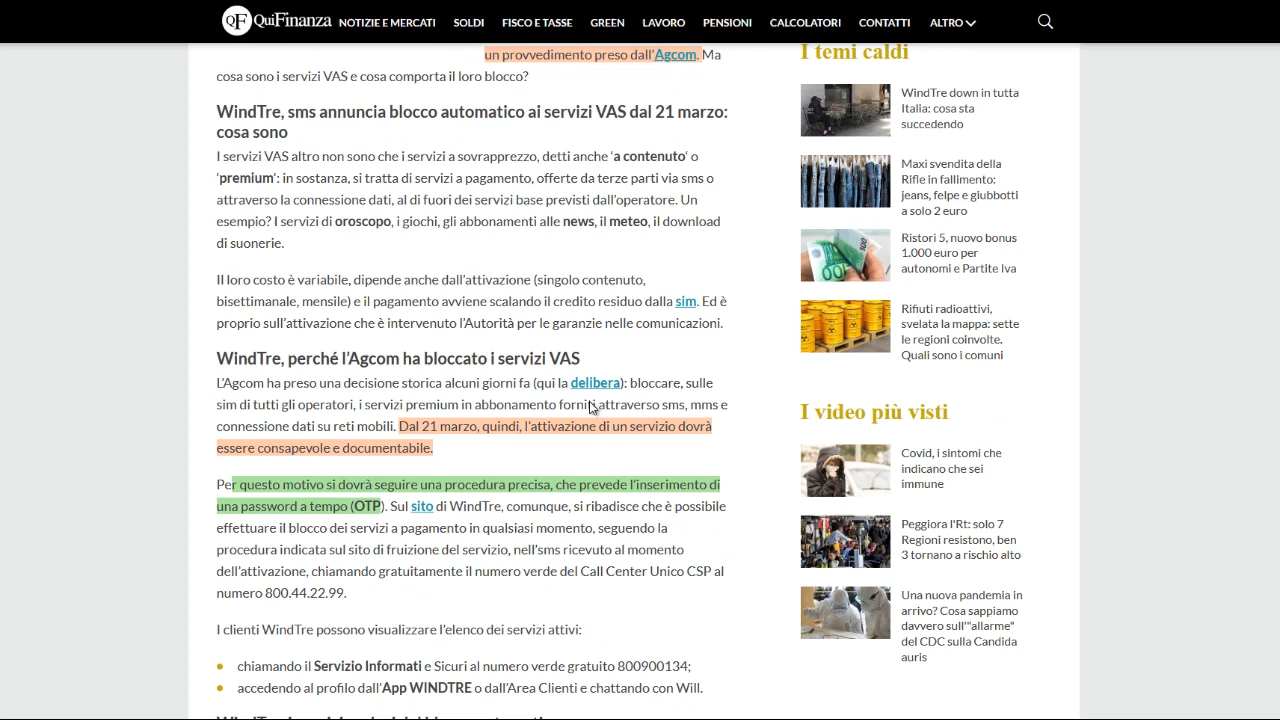 QF QuiFinanza NOTIZIE E MERCATI SOLDI FISCO E TASSE GREEN LAVORO PENSIONI CALCOLATORI CONTATTI ALTRO
un provvedimento preso dall'Agcom. Ma
cosa sono i servizi VAS e cosa comporta il loro blocco?
WindTre, sms annuncia blocco automatico ai servizi VAS dal 21 marzo:
cosa sono
I servizi VAS altro non sono che i servizi a sovrapprezzo, detti anche 'a contenuto' o
'premium': in sostanza, si tratta di servizi a pagamento, offerte da terze parti via sms o
attraverso la connessione dati, al di fuori dei servizi base previsti dall'operatore. Un
esempio? I servizi di oroscopo, i giochi, gli abbonamenti alle news, il meteo, il download
di suonerie.
Il loro costo è variabile, dipende anche dall'attivazione (singolo contenuto,
bisettimanale, mensile) e il pagamento avviene scalando il credito residuo dalla sim. Ed è
proprio sull'attivazione che è intervenuto l'Autorità per le garanzie nelle comunicazioni.
WindTre, perché l'Agcom ha bloccato i servizi VAS
L'Agcom ha preso una decisione storica alcuni giorni fa (qui la delibera): bloccare, sulle
sim di tutti gli operatori, i servizi premium in abbonamento forniti attraverso sms, mms e
connessione dati su reti mobili. Dal 21 marzo, quindi, l'attivazione di un servizio dovrà
essere consapevole e documentabile.
Per questo motivo si dovrà seguire una procedura precisa, che prevede l'inserimento di
una password a tempo (OTP). Sul sito di WindTre, comunque, si ribadisce che è possibile
effettuare il blocco dei servizi a pagamento in qualsiasi momento, seguendo la
procedura indicata sul sito di fruizione del servizio, nell'sms ricevuto al momento
dell'attivazione, chiamando gratuitamente il numero verde del Call Center Unico CSP al
numero 800.44.22.99.
I clienti WindTre possono visualizzare l'elenco dei servizi attivi:
chiamando il Servizio Informati e Sicuri al numero verde gratuito 800900134;
accedendo al profilo dall'App WINDTRE o dall'Area Clienti e chattando con Will.
I temi caldi
WindTre down in tutta
Italia: cosa sta
succedendo
Maxi svendita della
Rifle in fallimento:
jeans, felpe e giubbotti
a solo 2 euro
Ristori 5, nuovo bonus
1.000 euro per
autonomi e Partite Iva
Rifiuti radioattivi,
svelata la mappa: sette
le regioni coinvolte.
Quali sono i comuni
I video più visti
Covid, i sintomi che
indicano che sei
immune
Peggiora l'Rt: solo 7
Regioni resistono, ben
3 tornano a rischio alto
Una nuova pandemia in
arrivo? Cosa sappiamo
davvero sull'"allarme"
del CDC sulla Candida
auris